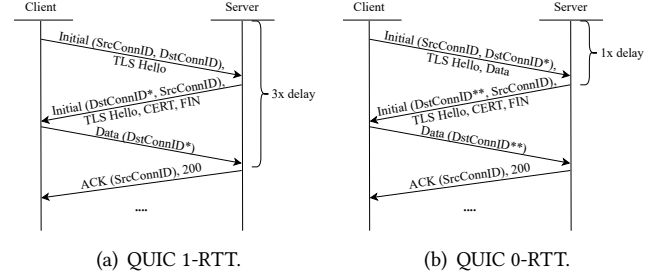 Client
Server
Initial (SrcConnID, DstConnID),
TLS Hello
Initial (DstConnID*, SrcConnID),
TLS Hello, CERT, FIN
Data (DstConnID*)
ACK (SrcConnID), 200
....
3x delay
(a) QUIC 1-RTT.
Client
Server
Initial (SrcConnID, DstConnID*),
TLS Hello, Data
Initial (DstConnID**, SrcConnID),
TLS Hello, CERT, FIN
Data (DstConnID**)
ACK (SrcConnID), 200
....
1x delay
(b) QUIC 0-RTT.